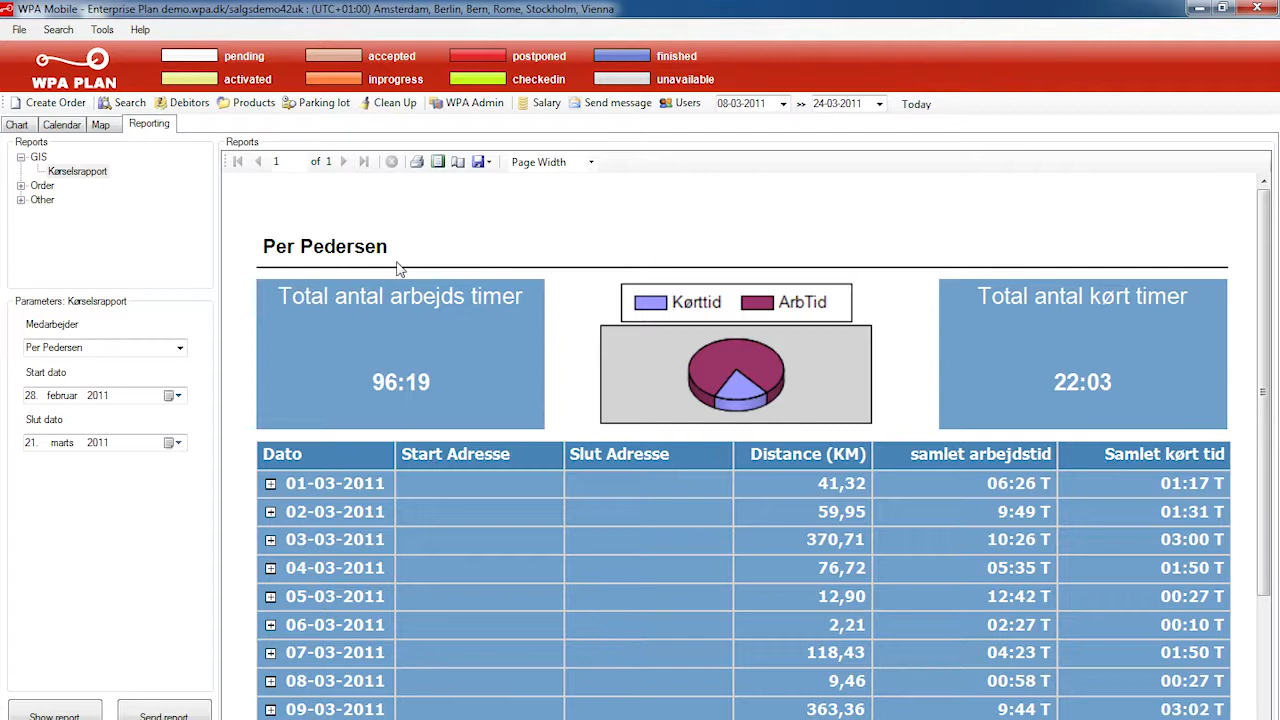 WPA Mobile - Enterprise Plan demo.wpa.dk/salgsdemo42uk : (UTC+01:00) Amsterdam, Berlin, Bern, Rome, Stockholm, Vienna
File Search Tools Help
pending accepted postponed finished
WPA PLAN activated inprogress checkedin unavailable
Create Order Search Debitors Products Parking lot Clean Up WPA Admin Salary Send message Users 08-03-2011 >> 24-03-2011 Today
Chart Calendar Map Reporting
Reports
GIS
Kørselsrapport
Order
Other
Parameters: Kørselsrapport
Medarbejder
Per Pedersen
Start dato
28. februar 2011
Slut dato
21. marts 2011
Show report Send report
Reports
1 of 1 Page Width
Per Pedersen
Total antal arbejds timer
96:19
Kørttid ArbTid
Total antal kørt timer
22:03
Dato Start Adresse Slut Adresse Distance (KM) samlet arbejdstid Samlet kørt tid
01-03-2011 41,32 06:26 T 01:17 T
02-03-2011 59,95 9:49 T 01:31 T
03-03-2011 370,71 10:26 T 03:00 T
04-03-2011 76,72 05:35 T 01:50 T
05-03-2011 12,90 12:42 T 00:27 T
06-03-2011 2,21 02:27 T 00:10 T
07-03-2011 118,43 04:23 T 01:50 T
08-03-2011 9,46 00:58 T 00:27 T
09-03-2011 363,36 9:44 T 03:02 T